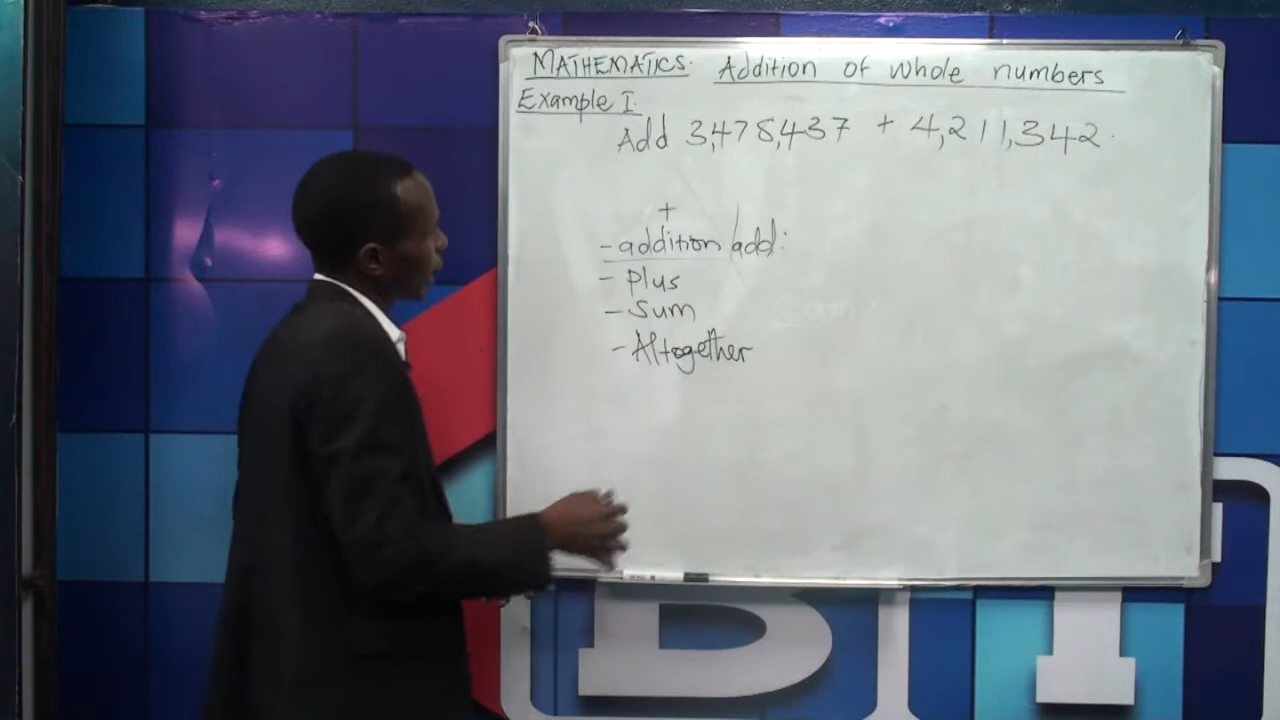 MATHEMATICS. Addition of whole numbers
Example I.
Add 3,478,437 + 4,211,342.
+
- addition/add:
- plus
- Sum
- Altogether